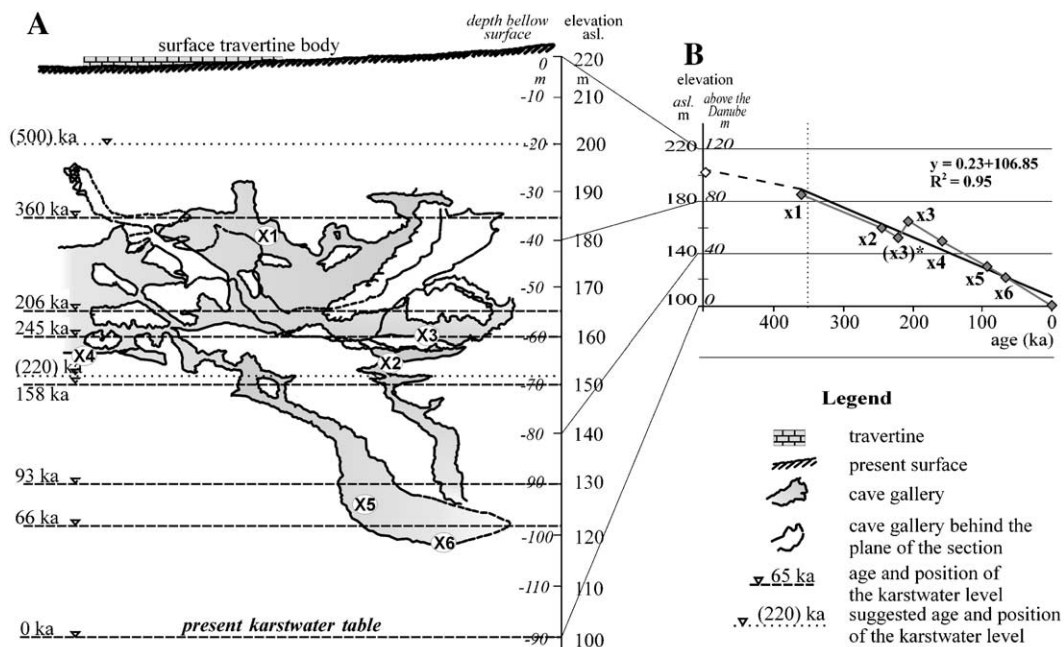 A
depth bellow
surface
elevation
asl.
surface travertine body
0
m
220
m
-10
210
(500) ka
-20
200
-30
190
360 ka
X1
-40
180
-50
170
206 ka
245 ka
X3
-60
160
X4
X2
(220) ka
158 ka
-70
150
-80
140
93 ka
-90
130
X5
66 ka
X6
-100
120
-110
110
0 ka
present karstwater table
-90
100
B
elevation
asl.
m
above the
Danube
m
220
120
y = 0.23+106.85
R² = 0.95
180
80
x1
x2
(x3)*
x3
140
40
x4
x5
x6
100
0
400
300
200
100
0
age (ka)
Legend
travertine
present surface
cave gallery
cave gallery behind the
plane of the section
65 ka
age and position of
the karstwater level
(220) ka
suggested age and position
of the karstwater level